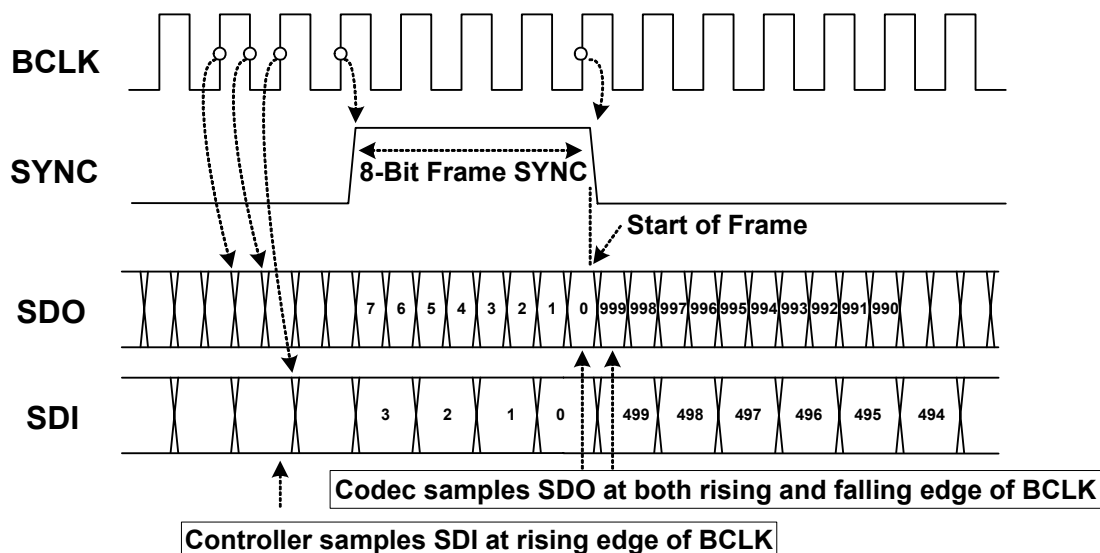 BCLK
SYNC
8-Bit Frame SYNC
Start of Frame
SDO
7 6 5 4 3 2 1 0 999 998 997 996 995 994 993 992 991 990
SDI
3 2 1 0 499 498 497 496 495 494
Codec samples SDO at both rising and falling edge of BCLK
Controller samples SDI at rising edge of BCLK